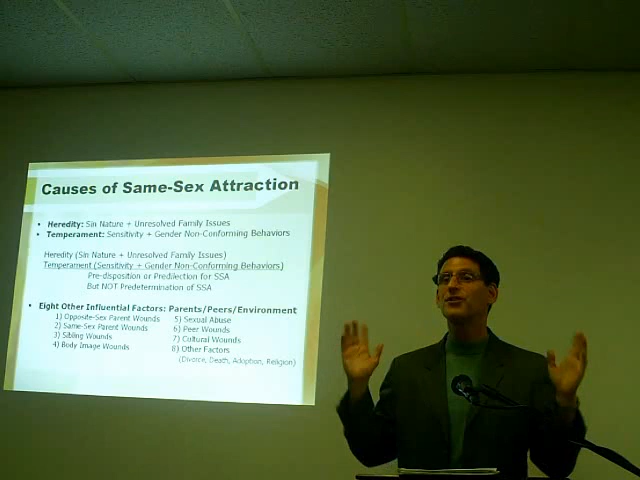 Causes of Same-Sex Attraction
• Heredity: Sin Nature + Unresolved Family Issues
• Temperament: Sensitivity + Gender Non-Conforming Behaviors
Heredity (Sin Nature + Unresolved Family Issues)
Temperament (Sensitivity + Gender Non-Conforming Behaviors)
Pre-disposition or Predilection for SSA
But NOT Predetermination of SSA
• Eight Other Influential Factors: Parents/Peers/Environment
1) Opposite-Sex Parent Wounds
2) Same-Sex Parent Wounds
3) Sibling Wounds
4) Body Image Wounds
5) Sexual Abuse
6) Peer Wounds
7) Cultural Wounds
8) Other Factors
(Divorce, Death, Adoption, Religion)